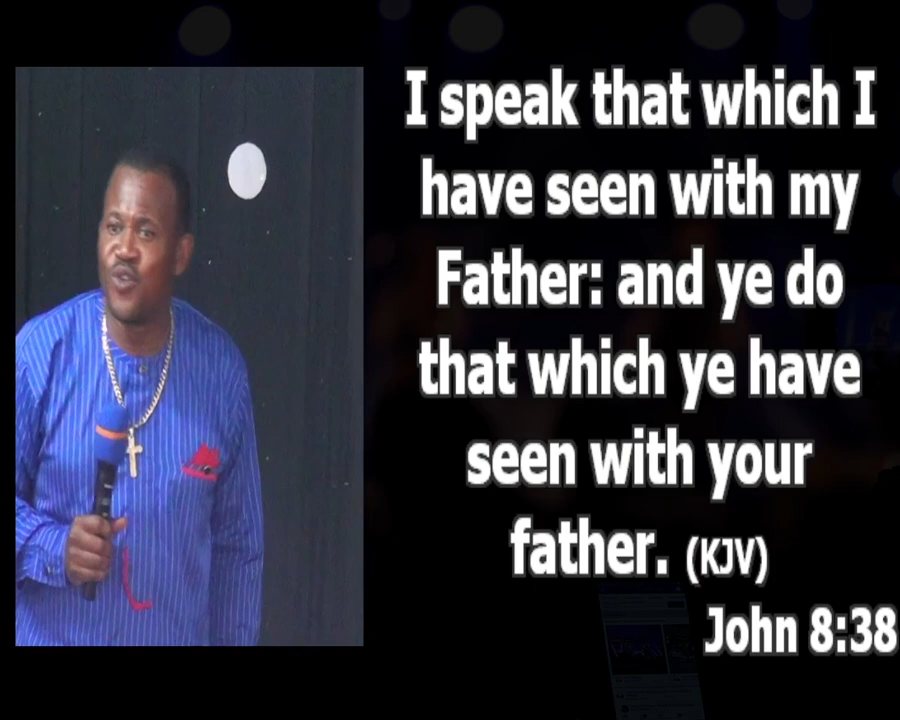 I speak that which I
have seen with my
Father: and ye do
that which ye have
seen with your
father. (KJV)
John 8:38